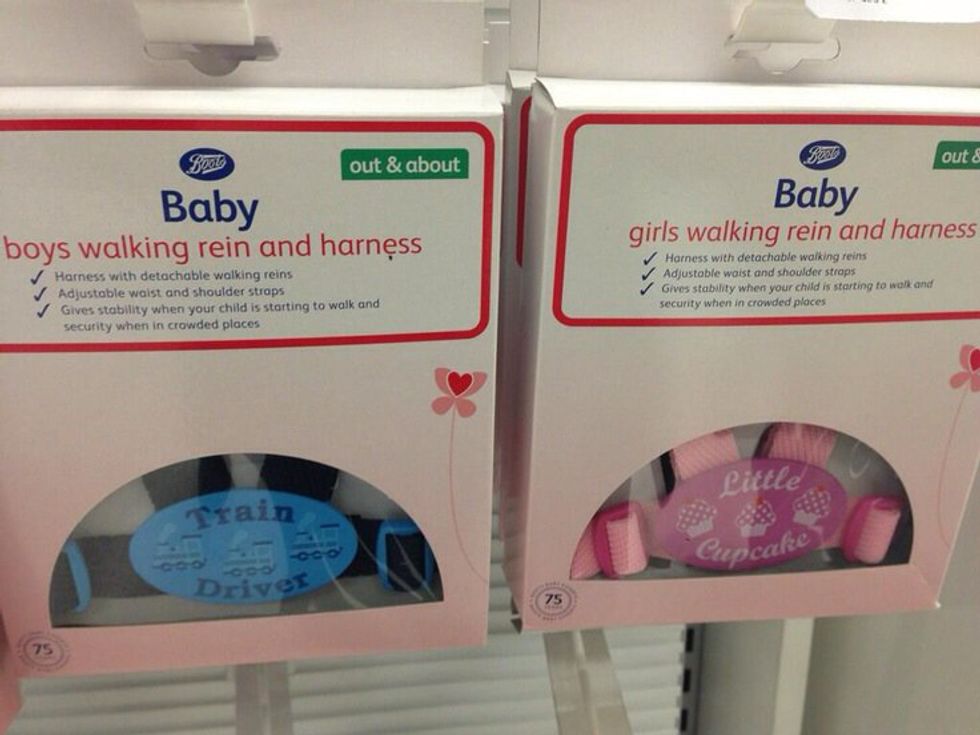 Boots
out & about
Baby
boys walking rein and harness
Harness with detachable walking reins
Adjustable waist and shoulder straps
Gives stability when your child is starting to walk and
security when in crowded places
Train
Driver
75
Boots
out &
Baby
girls walking rein and harness
Harness with detachable walking reins
Adjustable waist and shoulder straps
Gives stability when your child is starting to walk and
security when in crowded places
Little
Cupcake
75